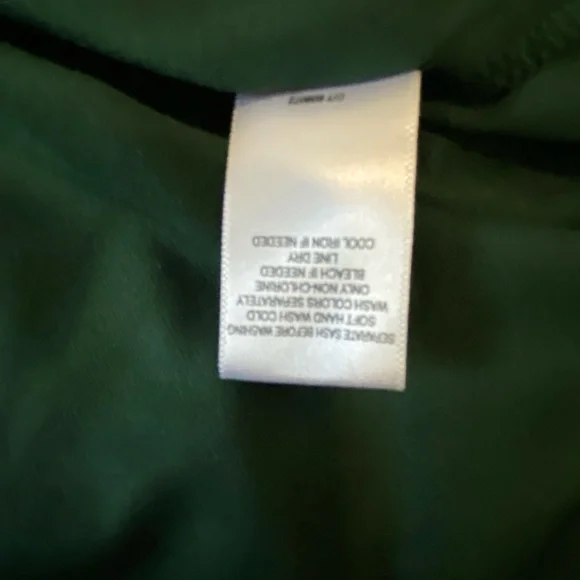 SEPARATE SASH BEFORE WASHING
SOFT HAND WASH COLD
WASH COLORS SEPARATELY
ONLY NON-CHLORINE
BLEACH IF NEEDED
LINE DRY
COOL IRON IF NEEDED